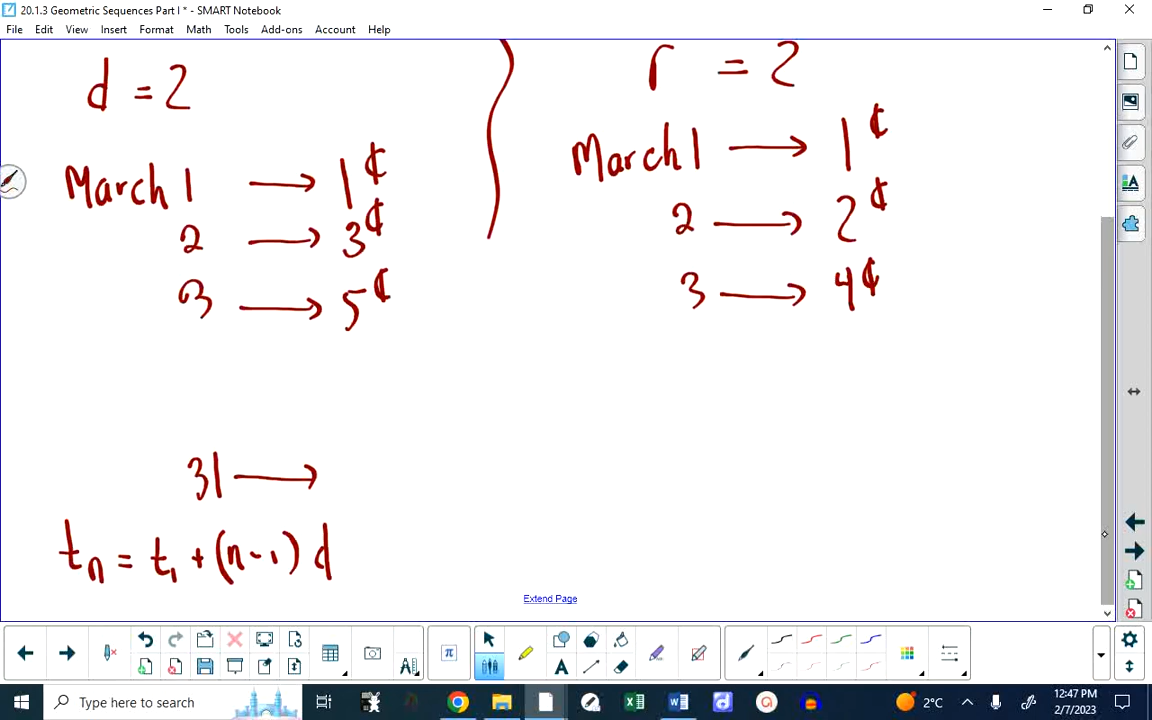 20.1.3 Geometric Sequences Part I * - SMART Notebook
File Edit View Insert Format Math Tools Add-ons Account Help
d = 2
March 1 → 1¢
2 → 3¢
3 → 5¢
31 →
tₙ = t₁ + (n-1) d
r = 2
March 1 → 1¢
2 → 2¢
3 → 4¢
Extend Page
Type here to search
2°C
12:47 PM
2/7/2023